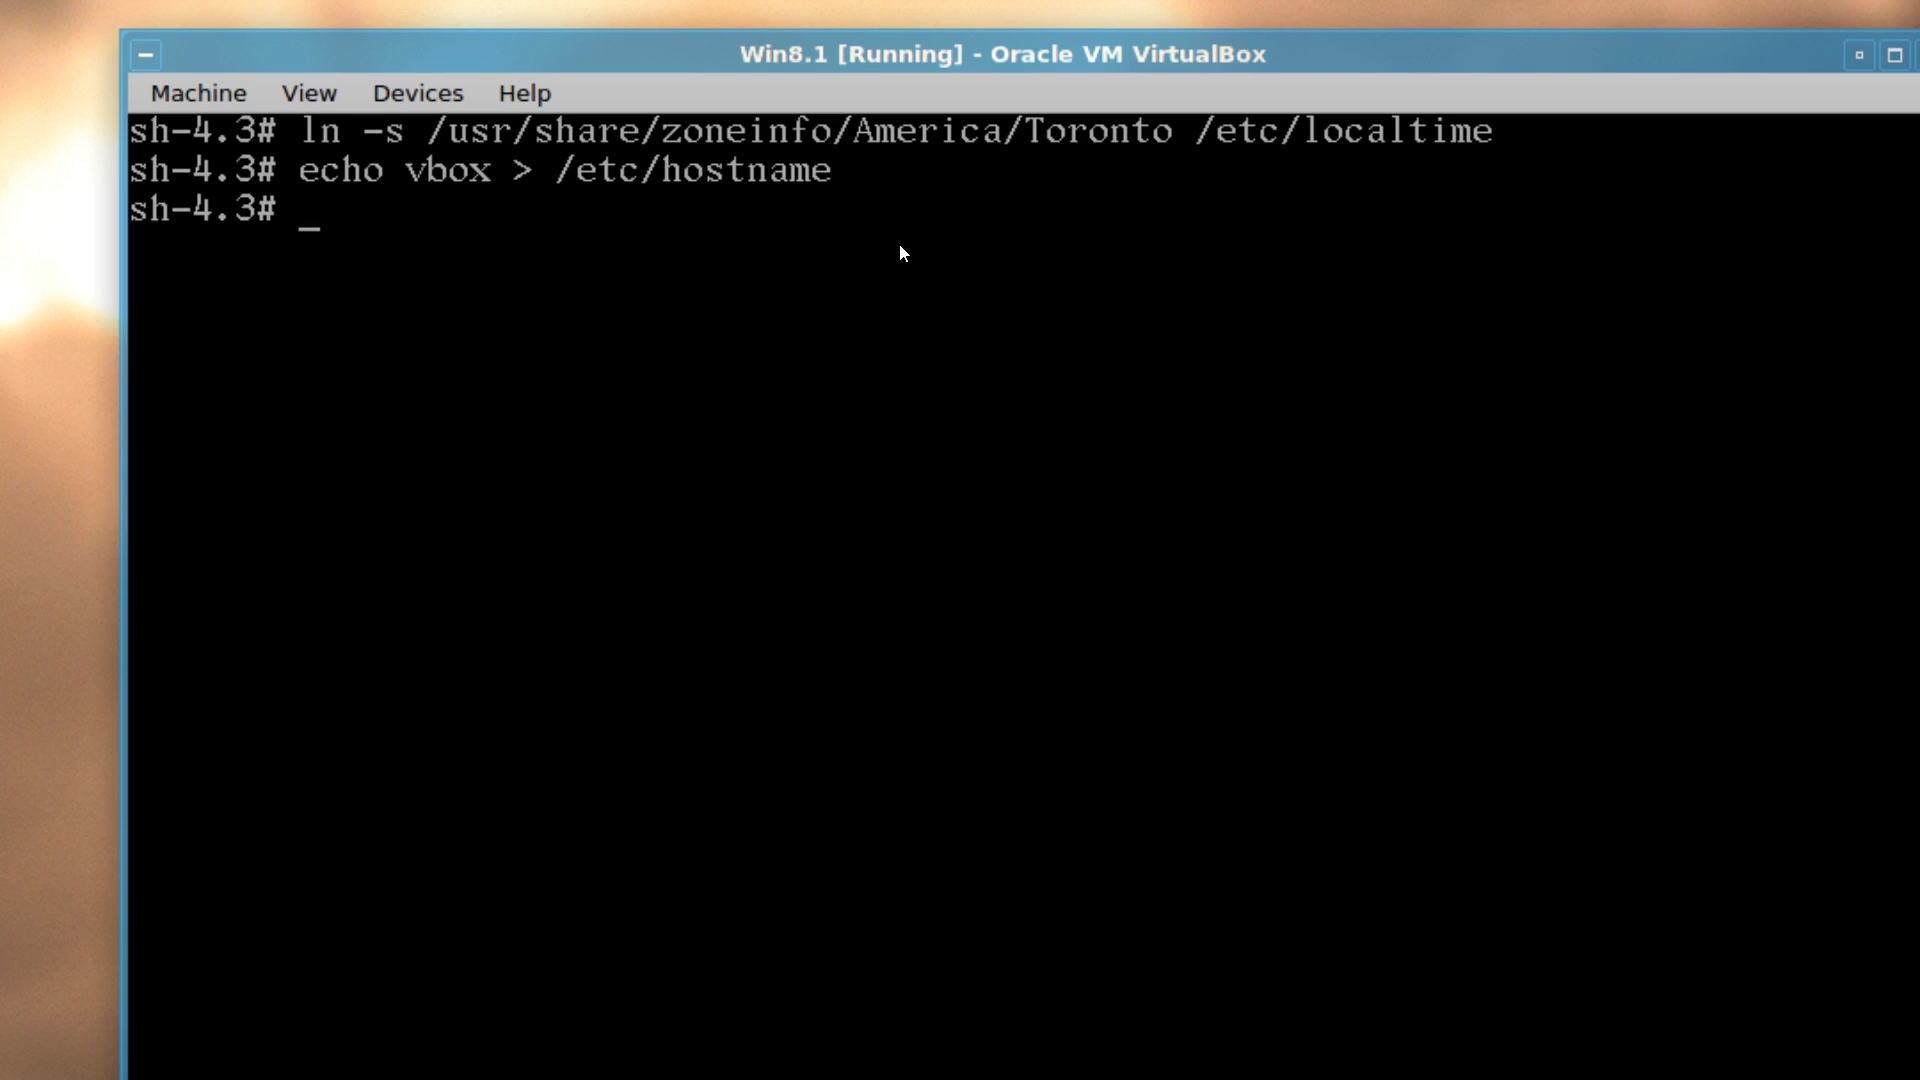 Win8.1 [Running] - Oracle VM VirtualBox
Machine View Devices Help
sh-4.3# ln -s /usr/share/zoneinfo/America/Toronto /etc/localtime
sh-4.3# echo vbox > /etc/hostname
sh-4.3# _